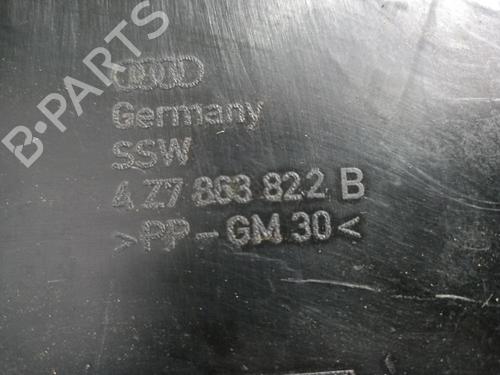 B-PARTS
Germany
SSW
4Z7 863 822 B
>PP-GM 30<